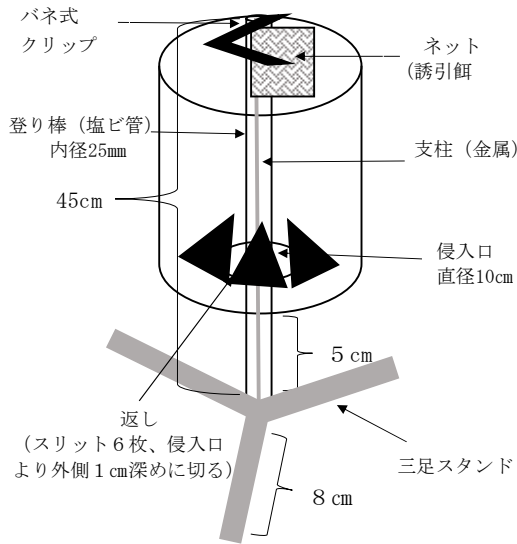 バネ式
クリップ
ネット
(誘引餌
登り棒（塩ビ管）
内径25㎜
支柱（金属）
45cm
侵入口
直径10㎝
５㎝
返し
（スリット６枚、侵入口
より外側１㎝深めに切る）
三足スタンド
８㎝